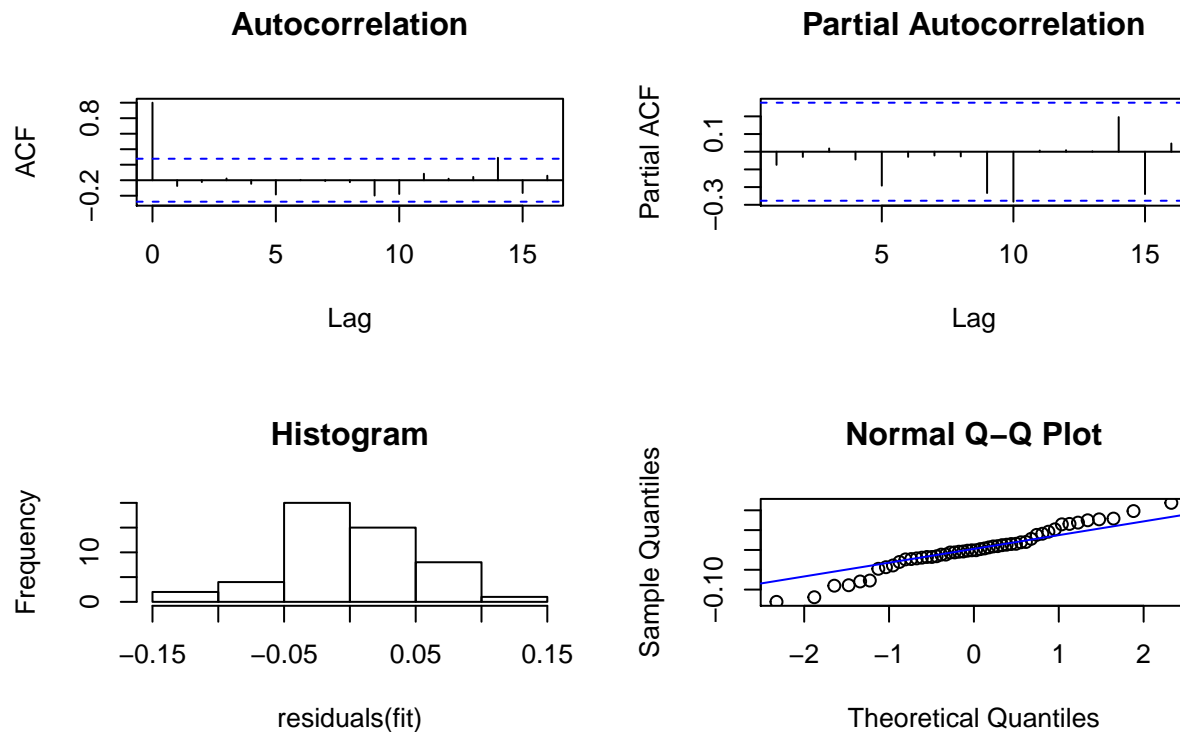 Autocorrelation
ACF
0.8
−0.2
0 5 10 15
Lag
Partial Autocorrelation
Partial ACF
0.1
−0.3
5 10 15
Lag
Histogram
Frequency
10
0
−0.15 −0.05 0.05 0.15
residuals(fit)
Normal Q−Q Plot
Sample Quantiles
−0.10
−2 −1 0 1 2
Theoretical Quantiles